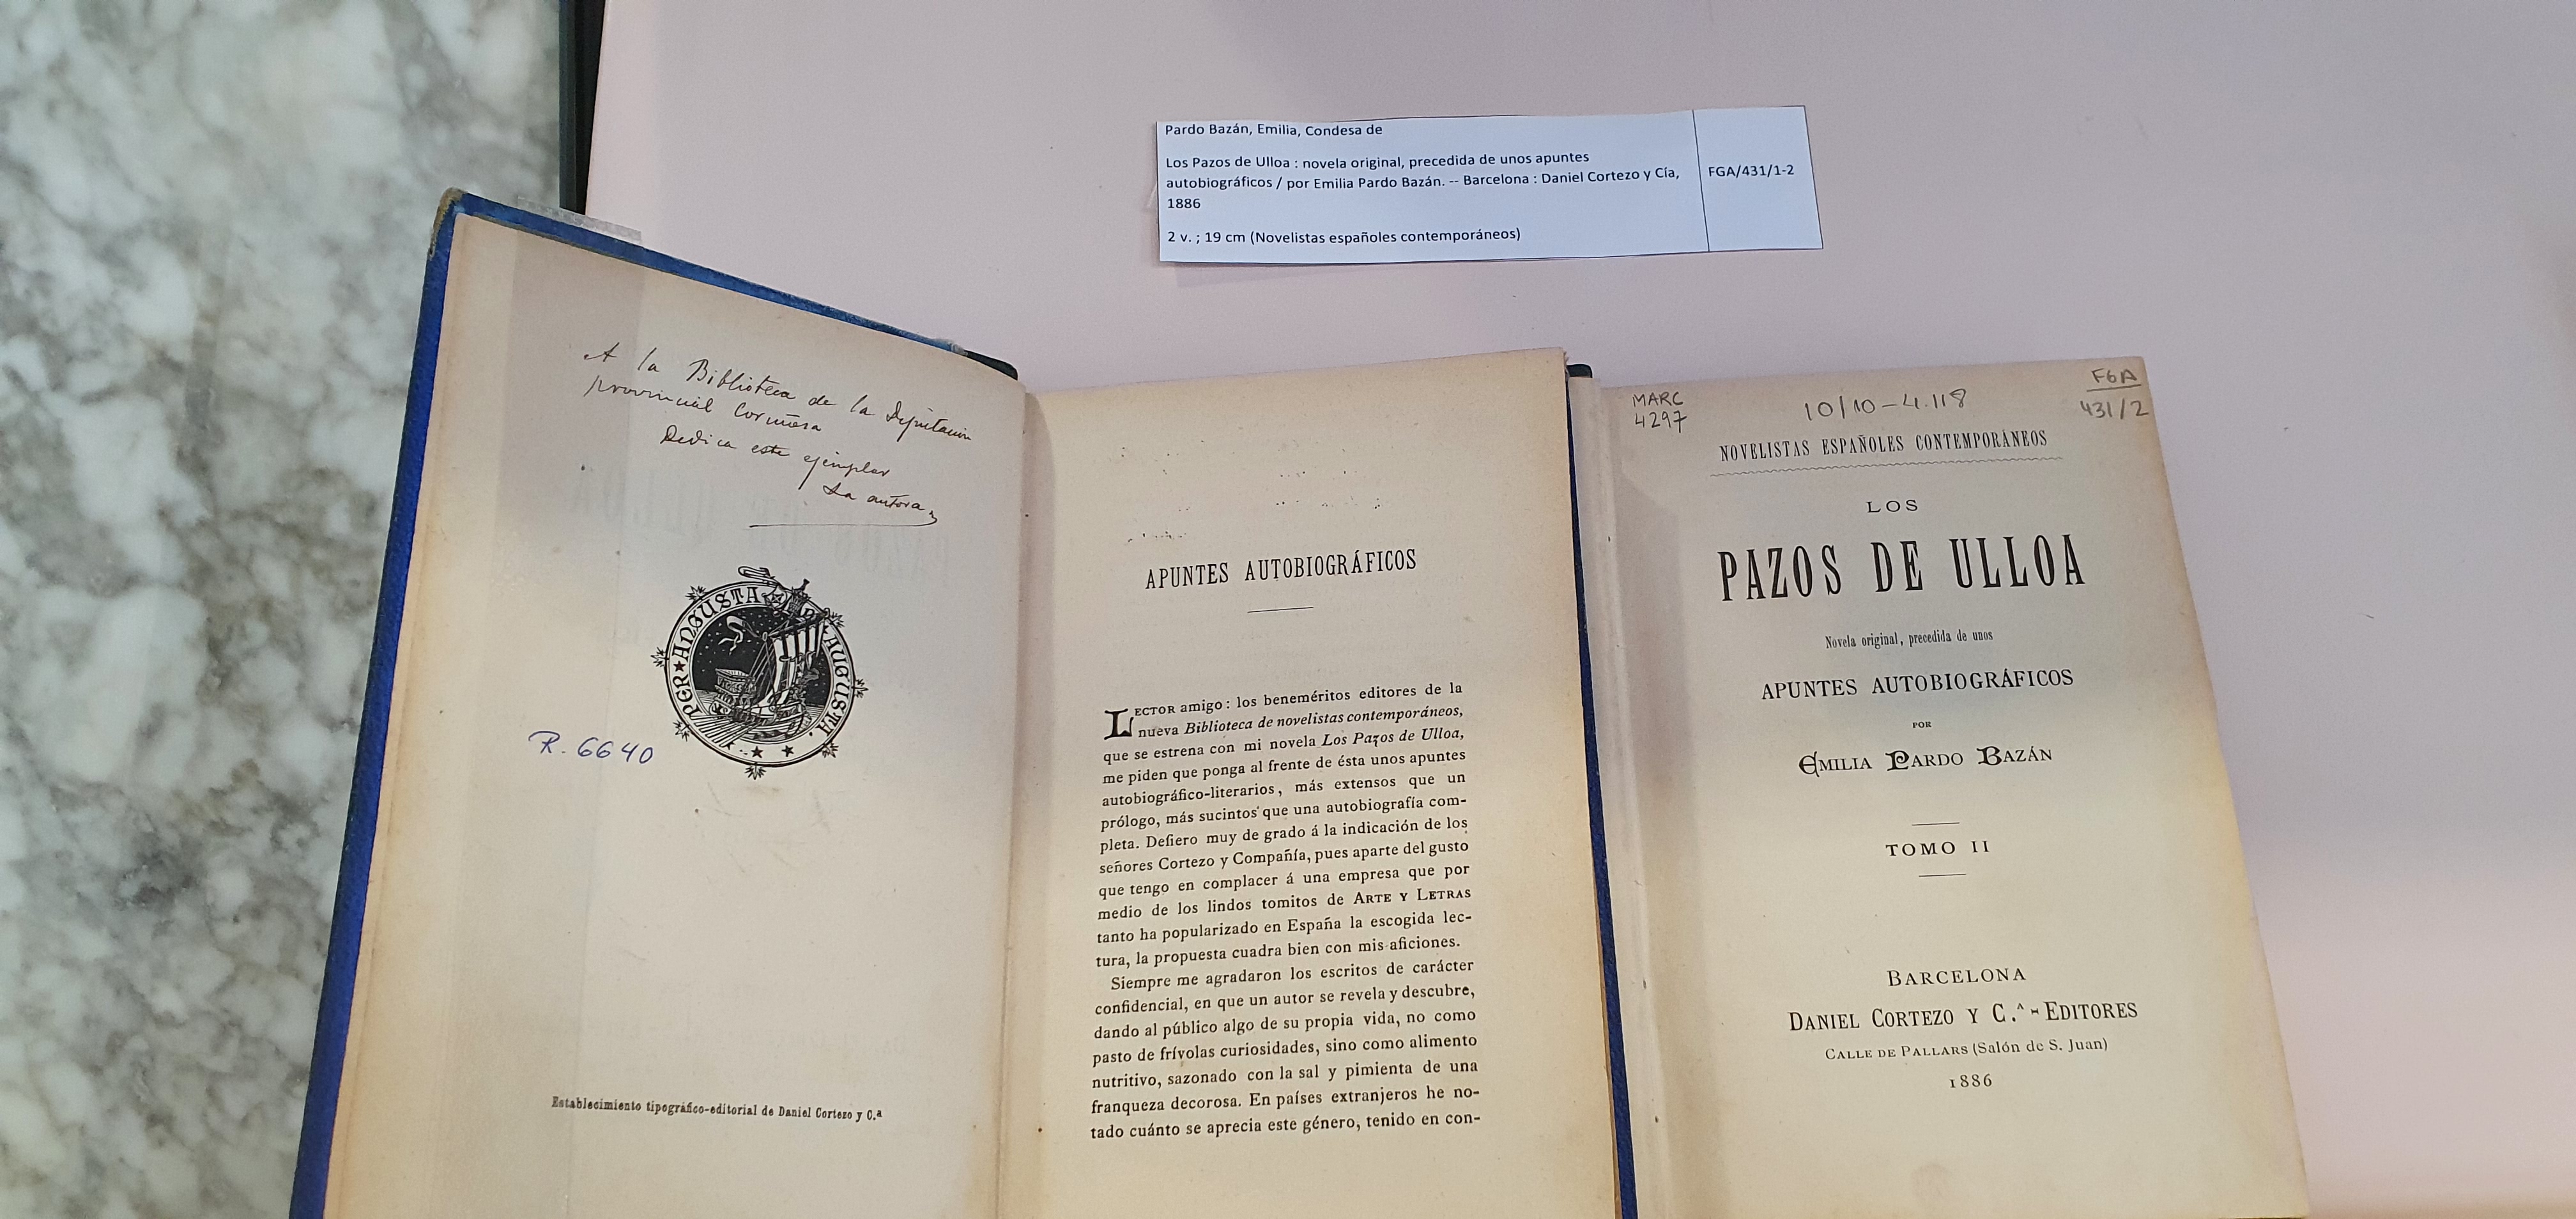 Pardo Bazán, Emilia, Condesa de
Los Pazos de Ulloa : novela original, precedida de unos apuntes
autobiográficos / por Emilia Pardo Bazán. -- Barcelona : Daniel Cortezo y Cía,
1886
2 v. ; 19 cm (Novelistas españoles contemporáneos)
FGA/431/1-2
A la Biblioteca de la Diputacion
provincial Coruñesa
Dedica este ejemplar
La autora
PER ★ ANGUSTA AUGUSTA
R. 6640
Establecimiento tipográfico-editorial de Daniel Cortezo y C.ª
APUNTES AUTOBIOGRÁFICOS
LECTOR amigo: los beneméritos editores de la
nueva Biblioteca de novelistas contemporáneos,
que se estrena con mi novela Los Pazos de Ulloa,
me piden que ponga al frente de ésta unos apuntes
autobiográfico-literarios, más extensos que un
prólogo, más sucintos que una autobiografía com-
pleta. Defiero muy de grado á la indicación de los
señores Cortezo y Compañía, pues aparte del gusto
que tengo en complacer á una empresa que por
medio de los lindos tomitos de ARTE Y LETRAS
tanto ha popularizado en España la escogida lec-
tura, la propuesta cuadra bien con mis aficiones.
Siempre me agradaron los escritos de carácter
confidencial, en que un autor se revela y descubre,
dando al público algo de su propia vida, no como
pasto de frívolas curiosidades, sino como alimento
nutritivo, sazonado con la sal y pimienta de una
franqueza decorosa. En países extranjeros he no-
tado cuánto se aprecia este género, tenido en con-
MARC
4297
10/10-4.118
FGA
431/2
NOVELISTAS ESPAÑOLES CONTEMPORÁNEOS
LOS
PAZOS DE ULLOA
Novela original, precedida de unos
APUNTES AUTOBIOGRÁFICOS
POR
EMILIA PARDO BAZÁN
TOMO II
BARCELONA
DANIEL CORTEZO Y C.ᴬ-EDITORES
CALLE DE PALLARS (Salón de S. Juan)
1886